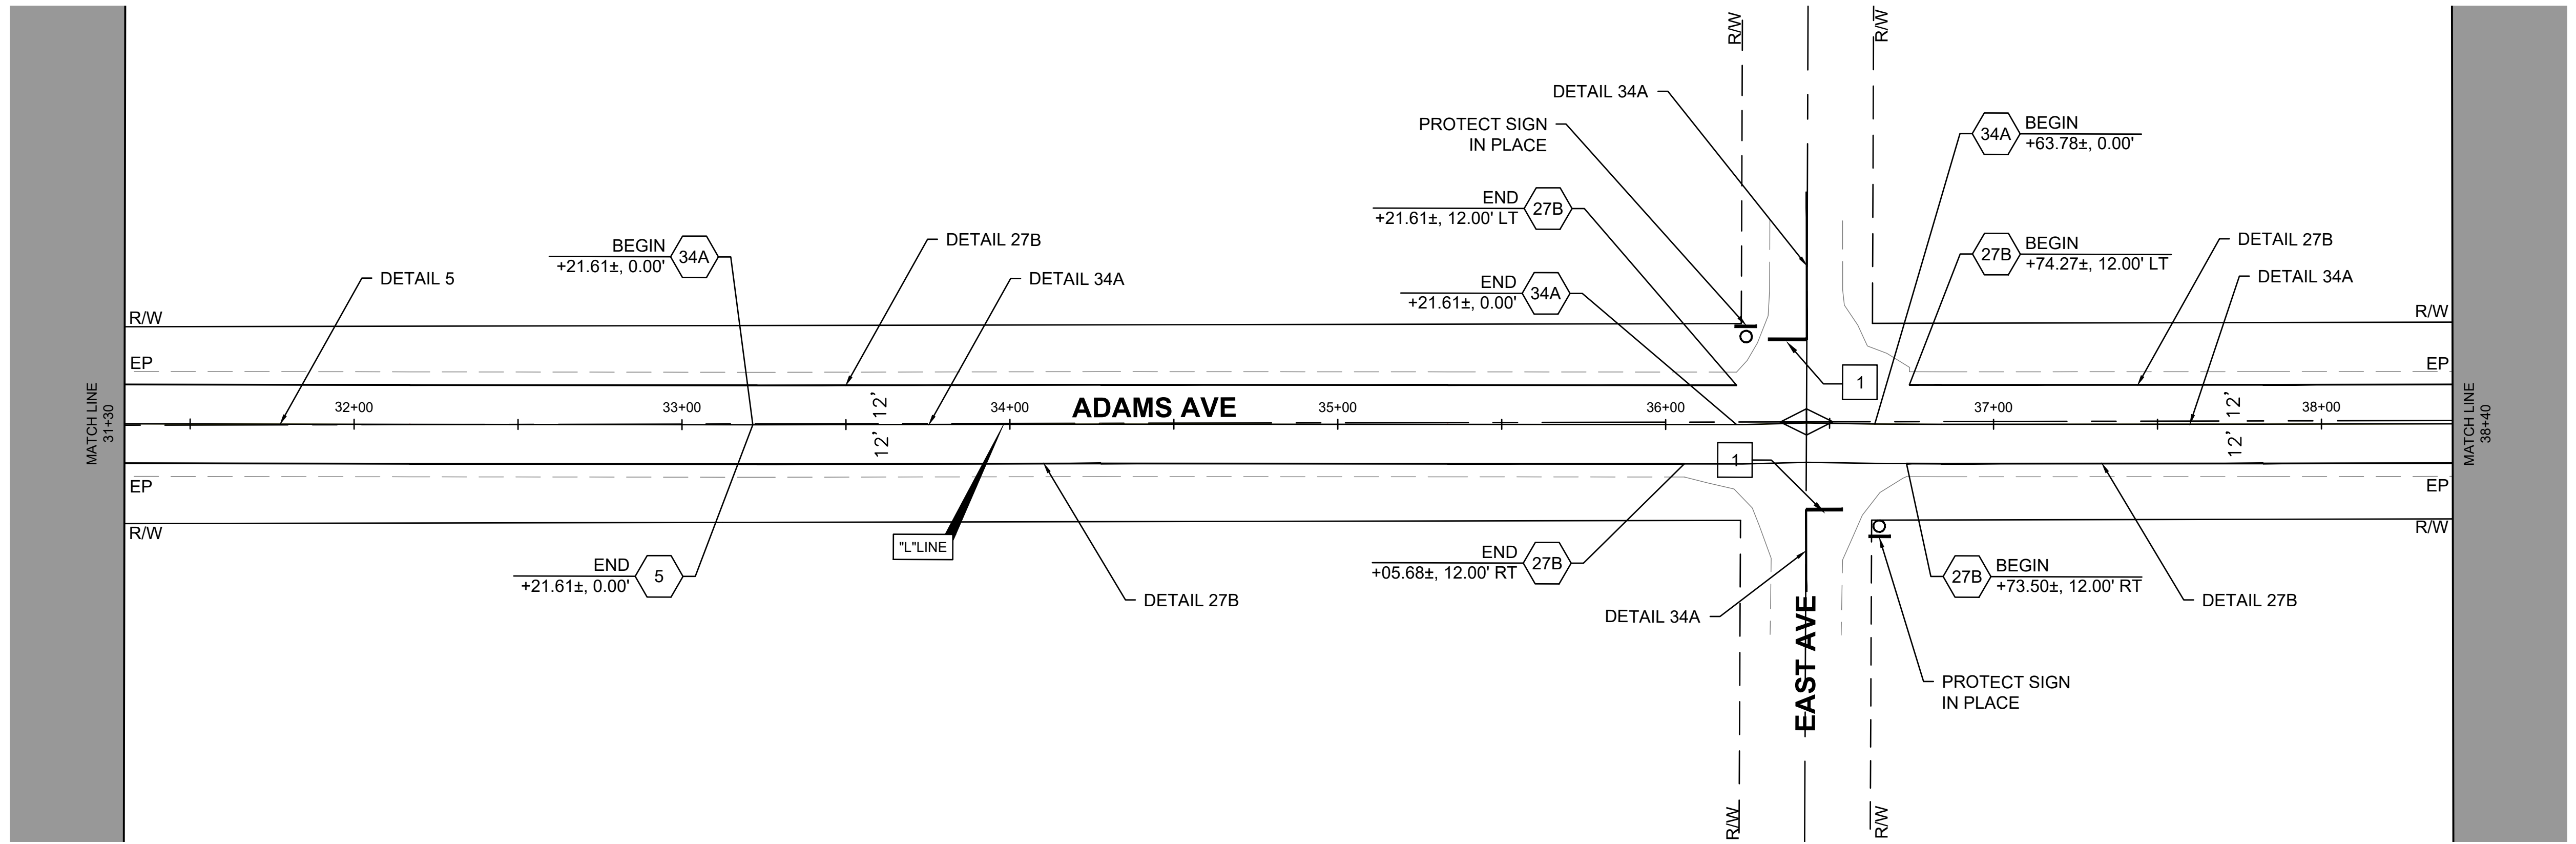 R/W
R/W
DETAIL 34A
PROTECT SIGN
IN PLACE
34A
BEGIN
+63.78±, 0.00'
END
+21.61±, 12.00' LT
27B
BEGIN
+21.61±, 0.00'
34A
DETAIL 27B
27B
BEGIN
+74.27±, 12.00' LT
DETAIL 27B
DETAIL 5
DETAIL 34A
END
+21.61±, 0.00'
34A
DETAIL 34A
R/W
R/W
EP
EP
1
MATCH LINE
31+30
32+00
33+00
12'
12'
34+00
ADAMS AVE
35+00
36+00
37+00
12'
12'
38+00
MATCH LINE
38+40
1
EP
EP
R/W
R/W
"L"LINE
END
+21.61±, 0.00'
5
DETAIL 27B
END
+05.68±, 12.00' RT
27B
27B
BEGIN
+73.50±, 12.00' RT
DETAIL 27B
DETAIL 34A
EAST AVE
PROTECT SIGN
IN PLACE
R/W
R/W